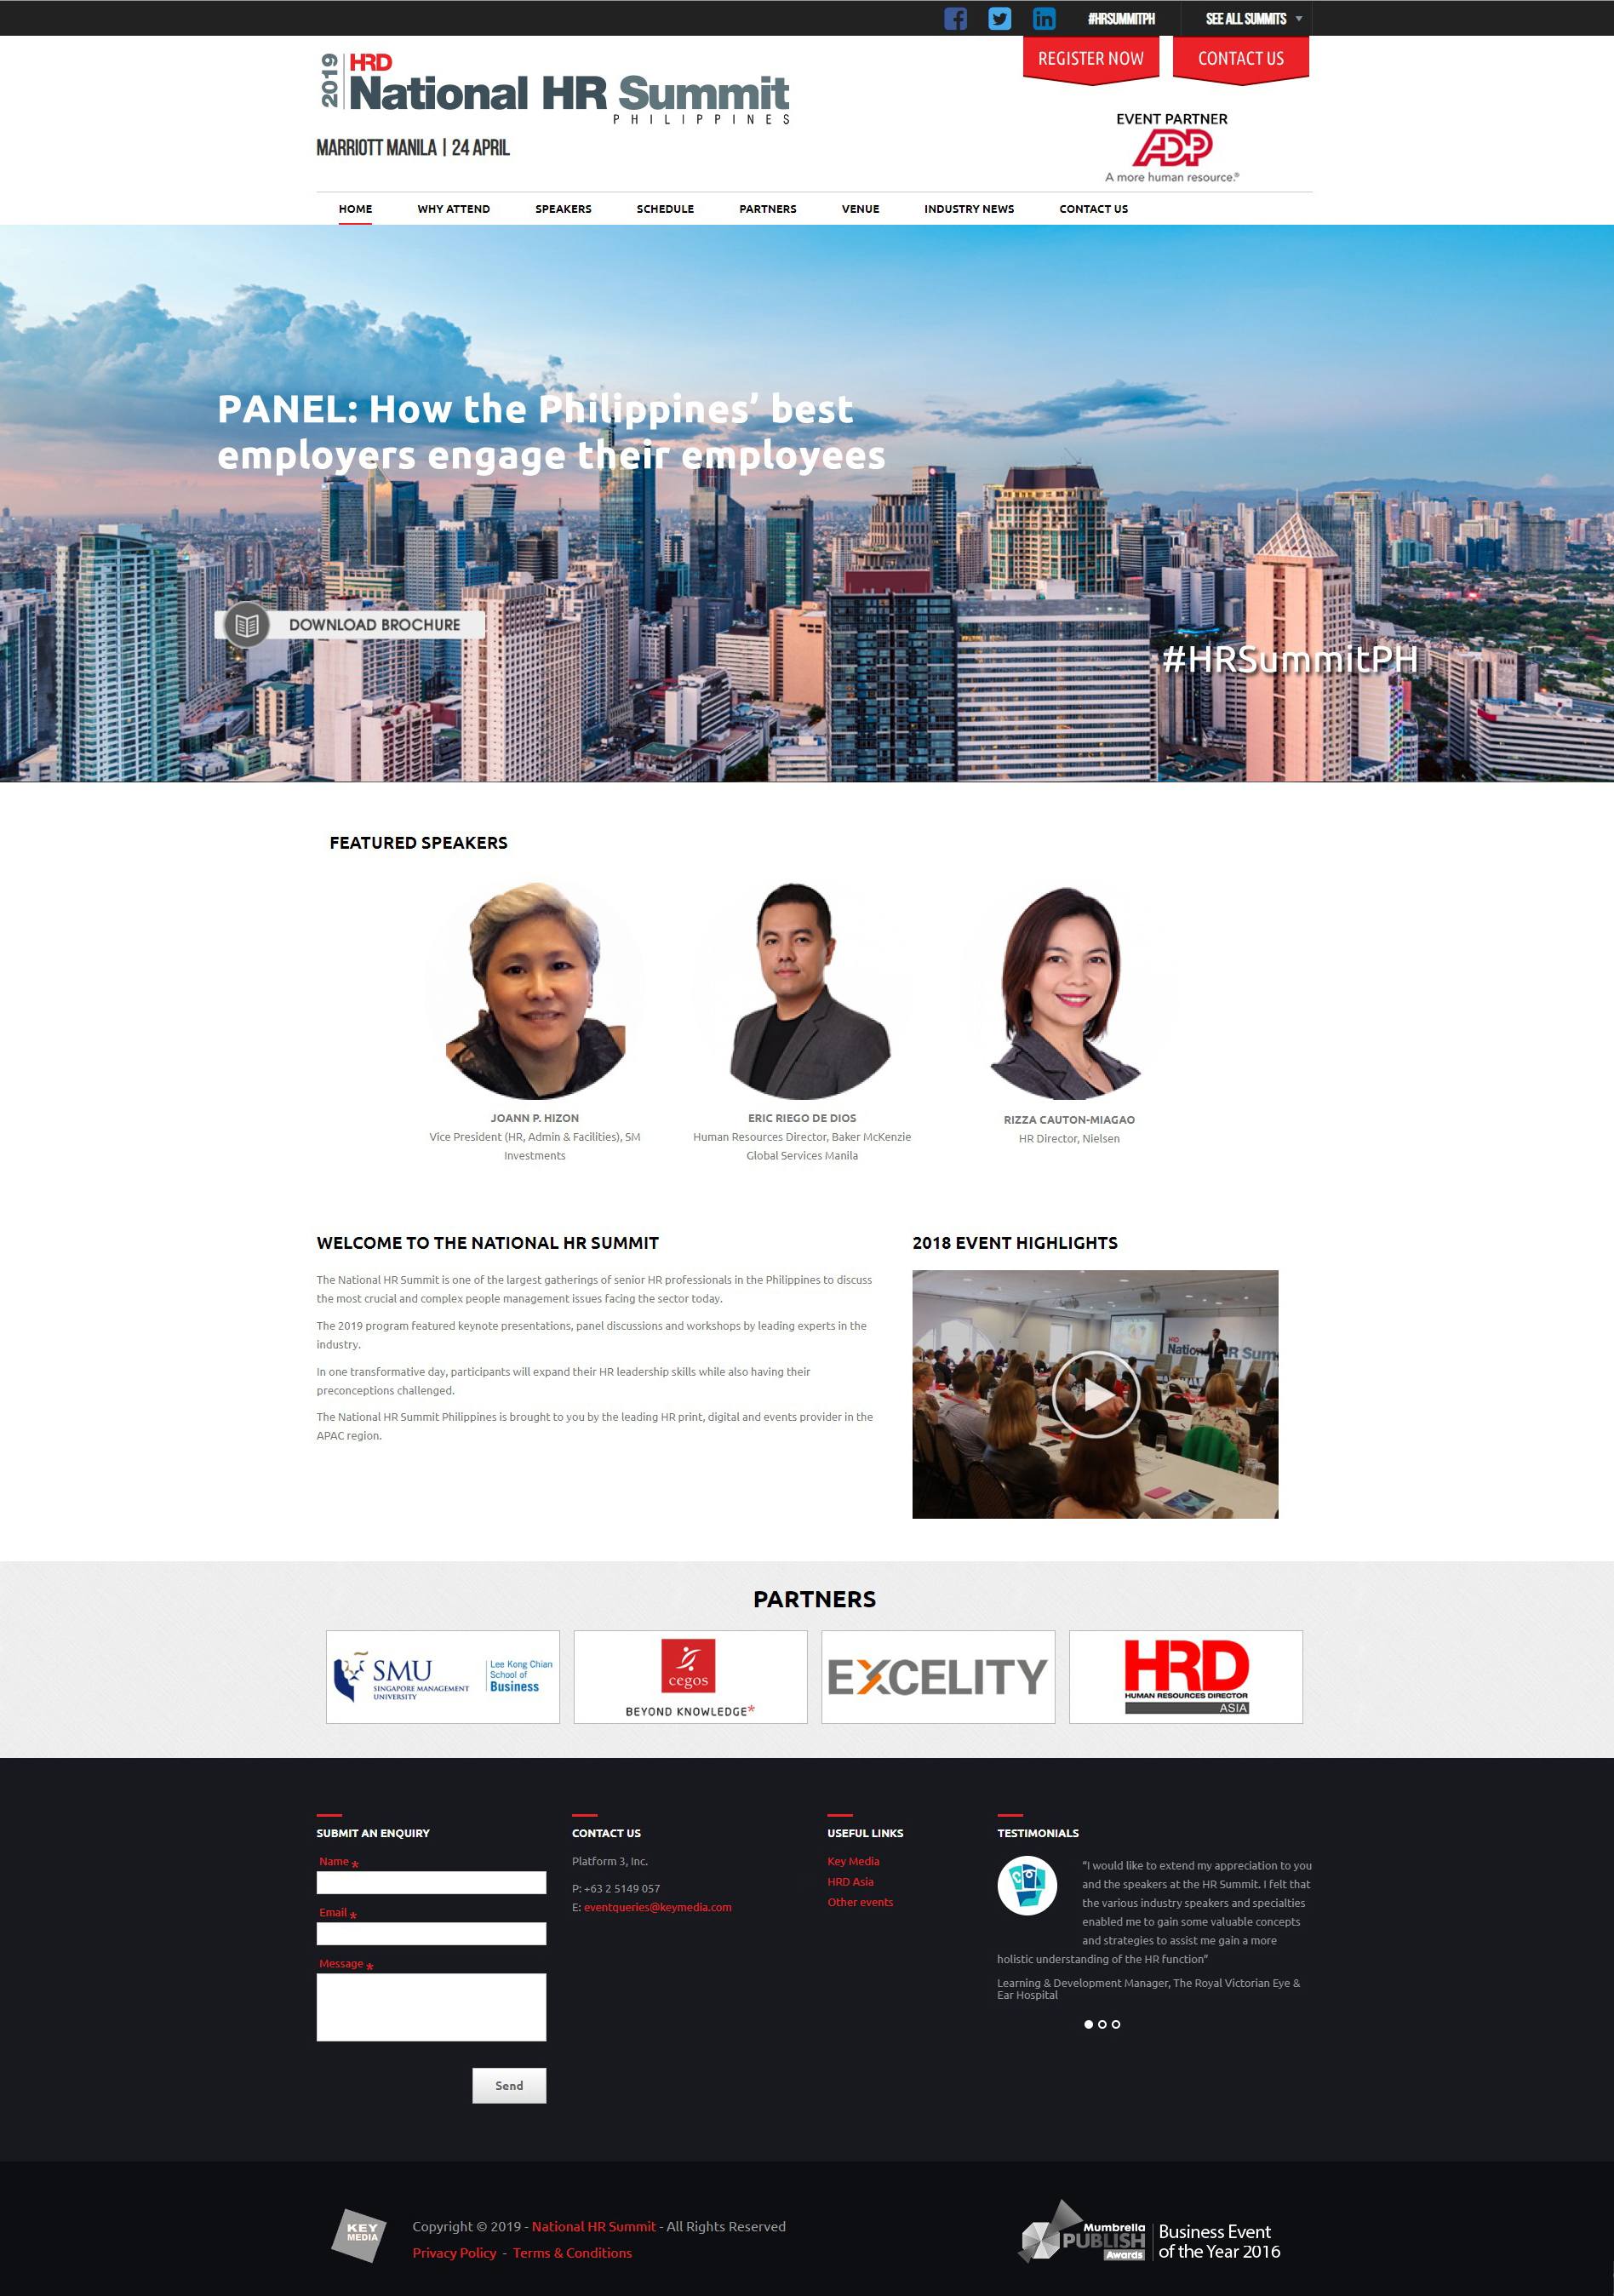 #HRSUMMITPH
SEE ALL SUMMITS
REGISTER NOW
CONTACT US
2019
HRD
National HR Summit
PHILIPPINES
MARRIOTT MANILA | 24 APRIL
EVENT PARTNER
ADP
A more human resource.®
HOME
WHY ATTEND
SPEAKERS
SCHEDULE
PARTNERS
VENUE
INDUSTRY NEWS
CONTACT US
PANEL: How the Philippines’ best
employers engage their employees
DOWNLOAD BROCHURE
#HRSummitPH
FEATURED SPEAKERS
JOANN P. HIZON
Vice President (HR, Admin & Facilities), SM
Investments
ERIC RIEGO DE DIOS
Human Resources Director, Baker McKenzie
Global Services Manila
RIZZA CAUTON-MIAGAO
HR Director, Nielsen
WELCOME TO THE NATIONAL HR SUMMIT
The National HR Summit is one of the largest gatherings of senior HR professionals in the Philippines to discuss
the most crucial and complex people management issues facing the sector today.
The 2019 program featured keynote presentations, panel discussions and workshops by leading experts in the
industry.
In one transformative day, participants will expand their HR leadership skills while also having their
preconceptions challenged.
The National HR Summit Philippines is brought to you by the leading HR print, digital and events provider in the
APAC region.
2018 EVENT HIGHLIGHTS
PARTNERS
SMU
SINGAPORE MANAGEMENT
UNIVERSITY
Lee Kong Chian
School of
Business
cegos
BEYOND KNOWLEDGE*
EXCELITY
HRD
HUMAN RESOURCES DIRECTOR
ASIA
SUBMIT AN ENQUIRY
Name *
Email *
Message *
Send
CONTACT US
Platform 3, Inc.
P: +63 2 5149 057
E: eventqueries@keymedia.com
USEFUL LINKS
Key Media
HRD Asia
Other events
TESTIMONIALS
“I would like to extend my appreciation to you
and the speakers at the HR Summit. I felt that
the various industry speakers and specialties
enabled me to gain some valuable concepts
and strategies to assist me gain a more
holistic understanding of the HR function”
Learning & Development Manager, The Royal Victorian Eye &
Ear Hospital
KEY
MEDIA
Copyright © 2019 - National HR Summit - All Rights Reserved
Privacy Policy - Terms & Conditions
Mumbrella
PUBLISH
Awards
Business Event
of the Year 2016